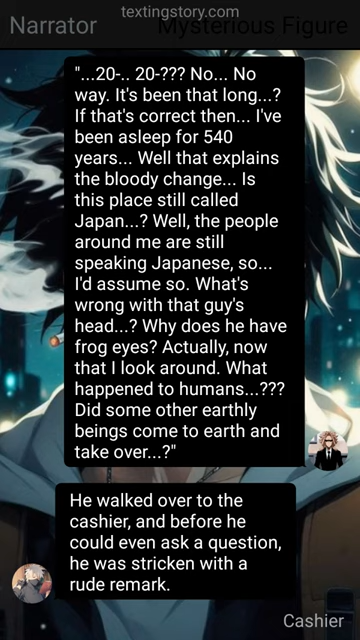 textingstory.com
Narrator
Mysterious Figure
"...20-.. 20-??? No... No
way. It's been that long...?
If that's correct then... I've
been asleep for 540
years... Well that explains
the bloody change... Is
this place still called
Japan...? Well, the people
around me are still
speaking Japanese, so...
I'd assume so. What's
wrong with that guy's
head...? Why does he have
frog eyes? Actually, now
that I look around. What
happened to humans...???
Did some other earthly
beings come to earth and
take over...?"
He walked over to the
cashier, and before he
could even ask a question,
he was stricken with a
rude remark.
Cashier